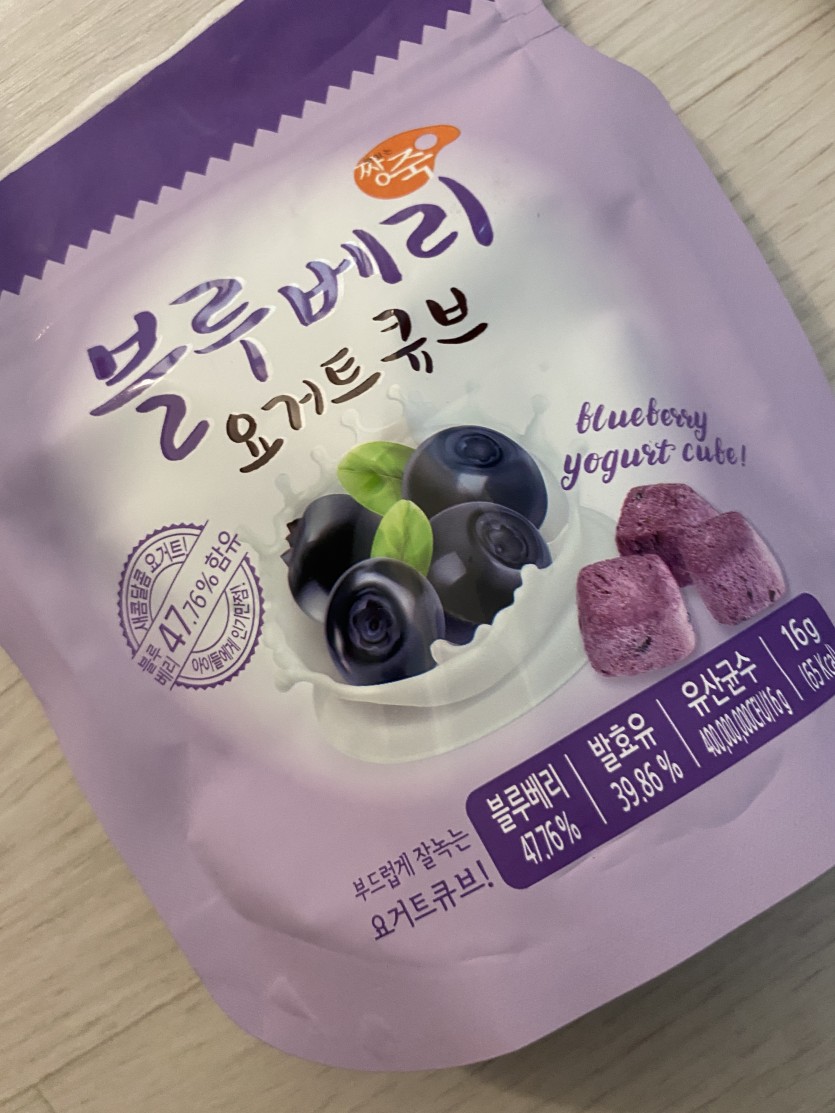 짱죽
블루베리
요거트큐브
blueberry
yogurt cube!
새콤달콤 요거트!
블루베리 47.76% 함유
아이들에게 인기만점!
블루베리
47.76%
발효유
39.86%
유산균수
400,000,000CFU/16g
16g
(65 Kcal)
부드럽게 잘녹는
요거트큐브!